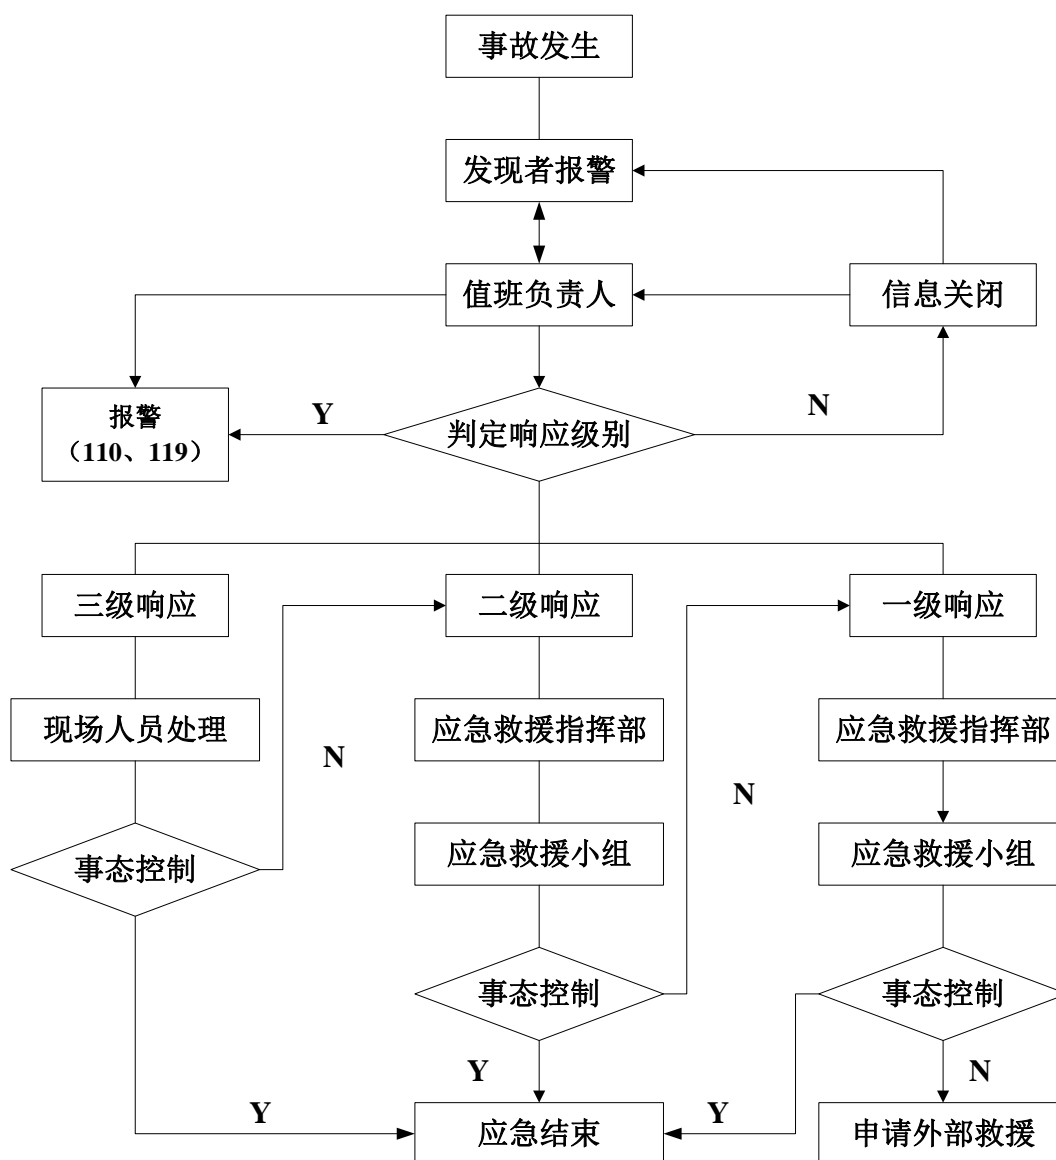 事故发生
发现者报警
值班负责人
信息关闭
报警
（110、119）
Y
判定响应级别
N
三级响应
二级响应
一级响应
现场人员处理
应急救援指挥部
应急救援指挥部
N
N
事态控制
应急救援小组
应急救援小组
事态控制
事态控制
Y
N
Y
Y
应急结束
申请外部救援